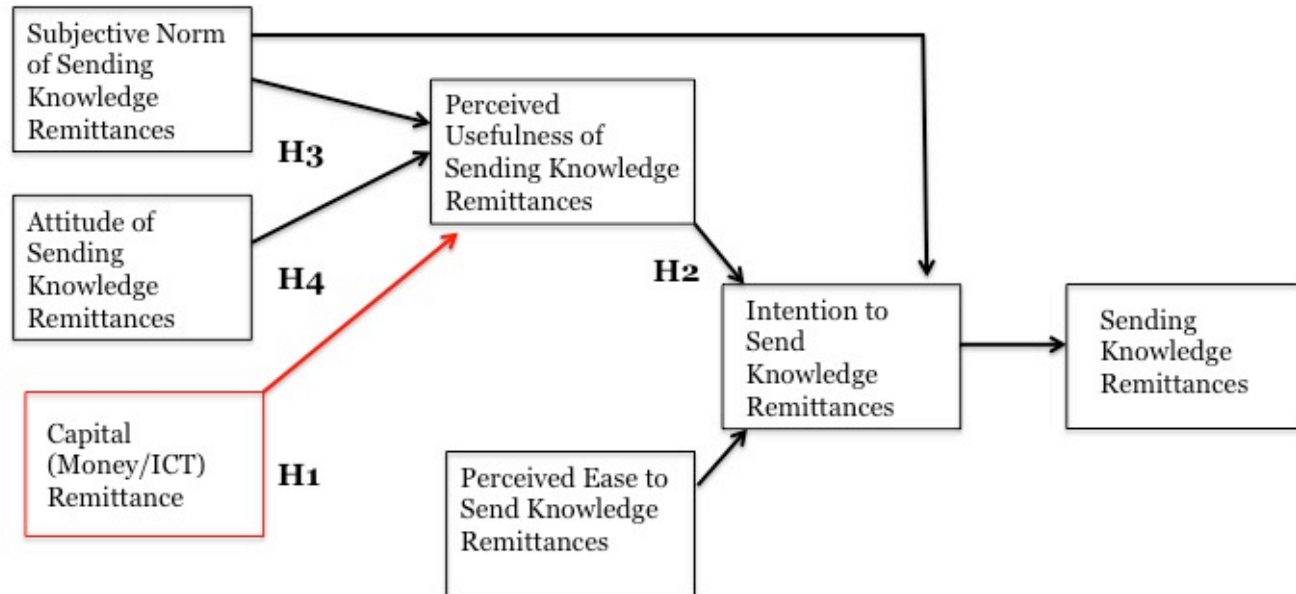 Subjective Norm
of Sending
Knowledge
Remittances
H3
Perceived
Usefulness of
Sending Knowledge
Remittances
Attitude of
Sending
Knowledge
Remittances
H4
H2
Intention to
Send
Knowledge
Remittances
Sending
Knowledge
Remittances
Capital
(Money/ICT)
Remittance
H1
Perceived Ease to
Send Knowledge
Remittances